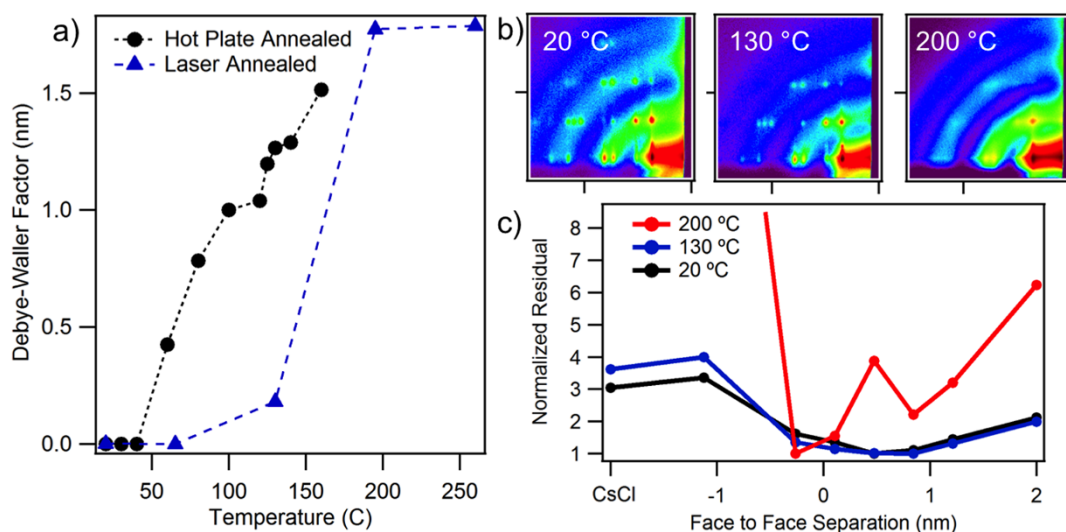 a)
Hot Plate Annealed
Laser Annealed
Debye-Waller Factor (nm)
1.5
1.0
0.5
0.0
50
100
150
200
250
Temperature (C)
b)
20 °C
130 °C
200 °C
c)
200 ºC
130 ºC
20 ºC
Normalized Residual
8
7
6
5
4
3
2
1
CsCl
-1
0
1
2
Face to Face Separation (nm)